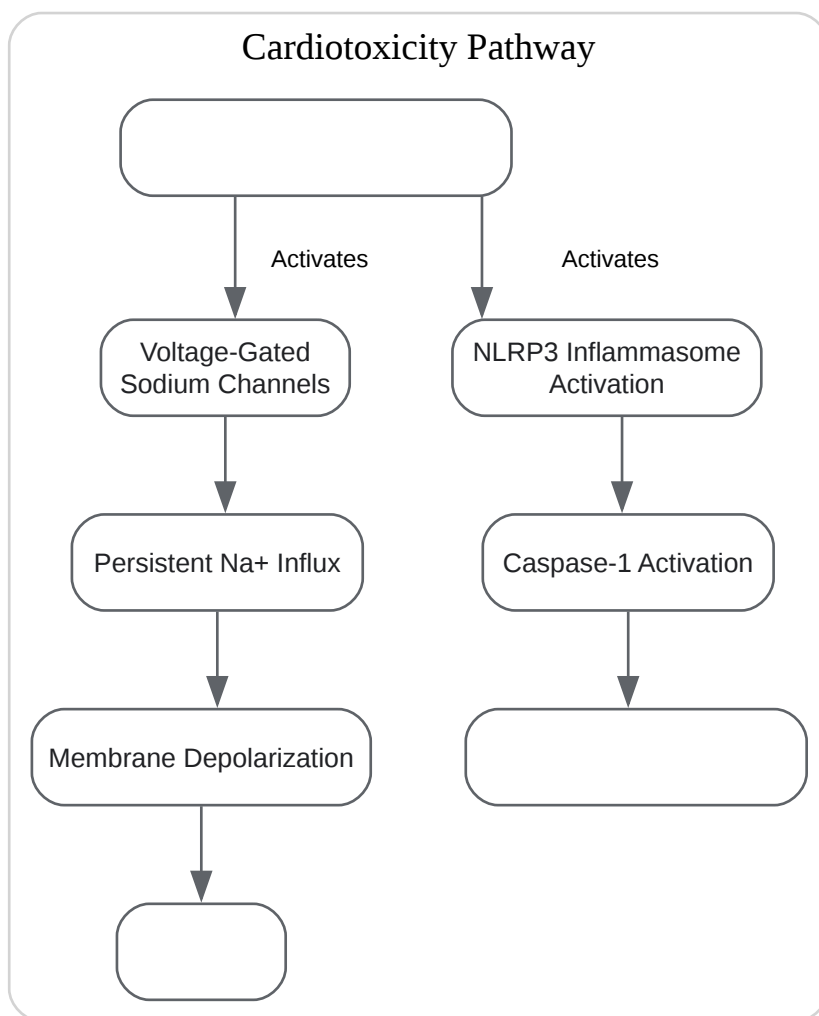 Cardiotoxicity Pathway
Activates
Activates
Voltage-Gated
Sodium Channels
NLRP3 Inflammasome
Activation
Persistent Na+ Influx
Caspase-1 Activation
Membrane Depolarization